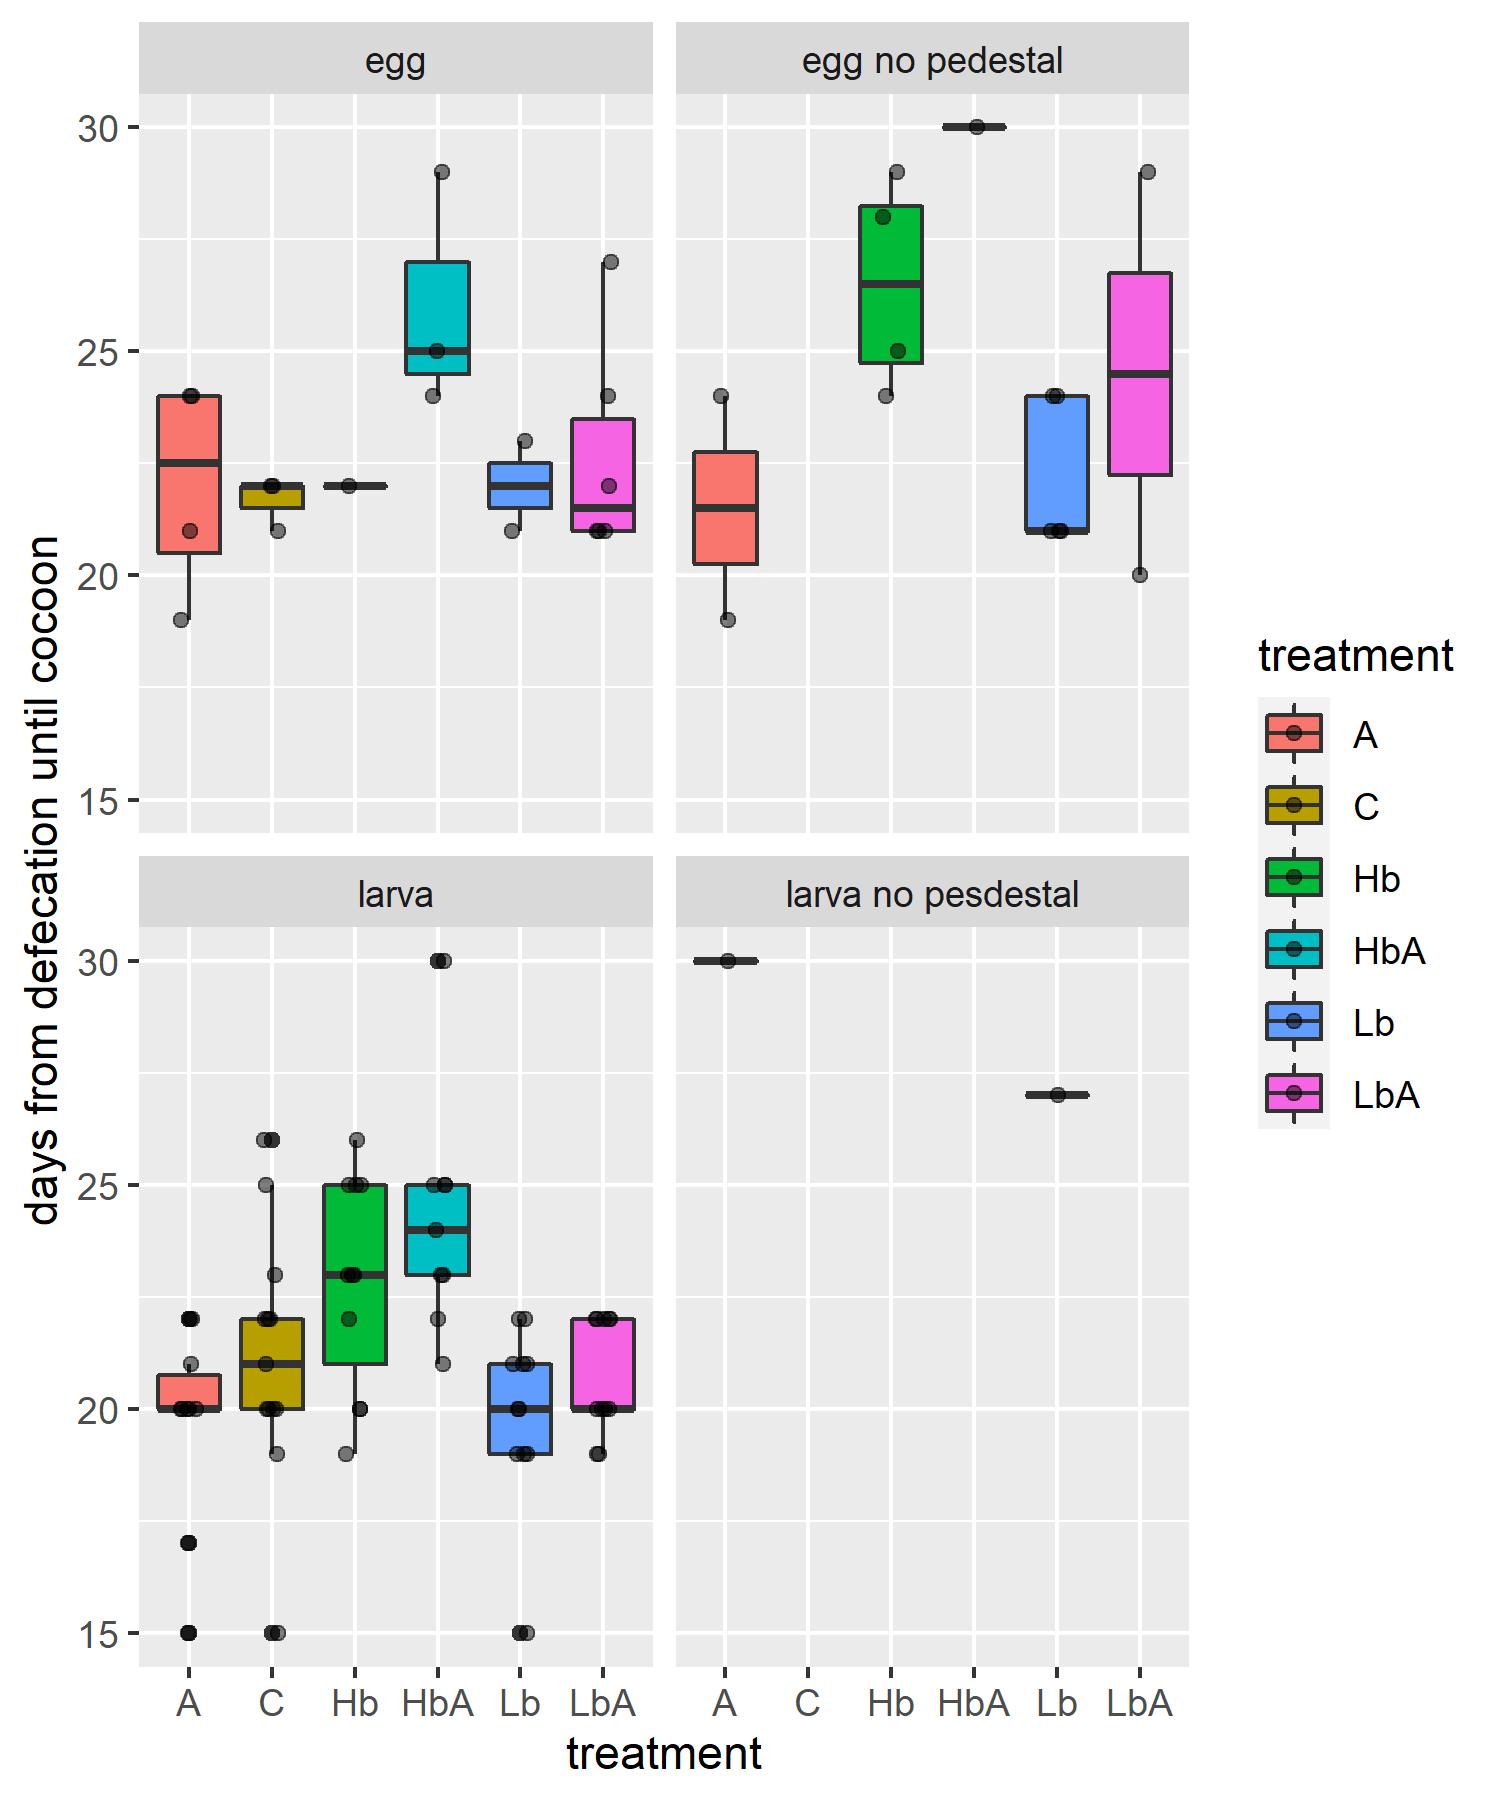 egg
egg no pedestal
30
25
20
15
larva
larva no pesdestal
30
25
20
15
A C Hb HbA Lb LbA
A C Hb HbA Lb LbA
treatment
days from defecation until cocoon
treatment
A
C
Hb
HbA
Lb
LbA